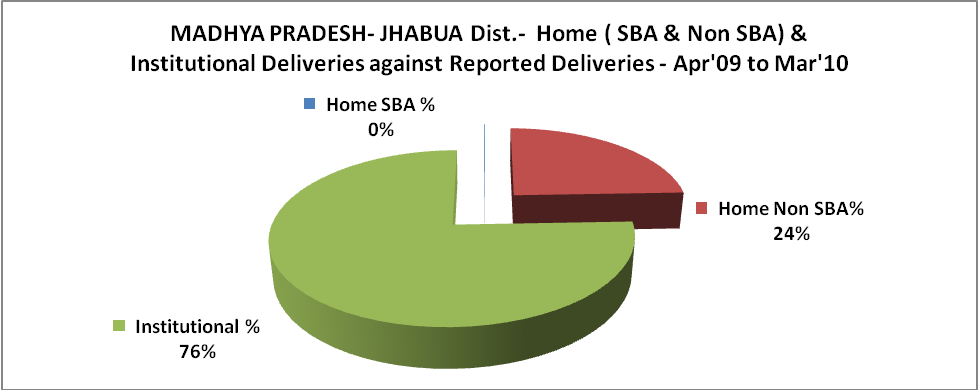 MADHYA PRADESH- JHABUA Dist.- Home ( SBA & Non SBA) &
Institutional Deliveries against Reported Deliveries - Apr'09 to Mar'10
Home SBA %
0%
Home Non SBA%
24%
Institutional %
76%